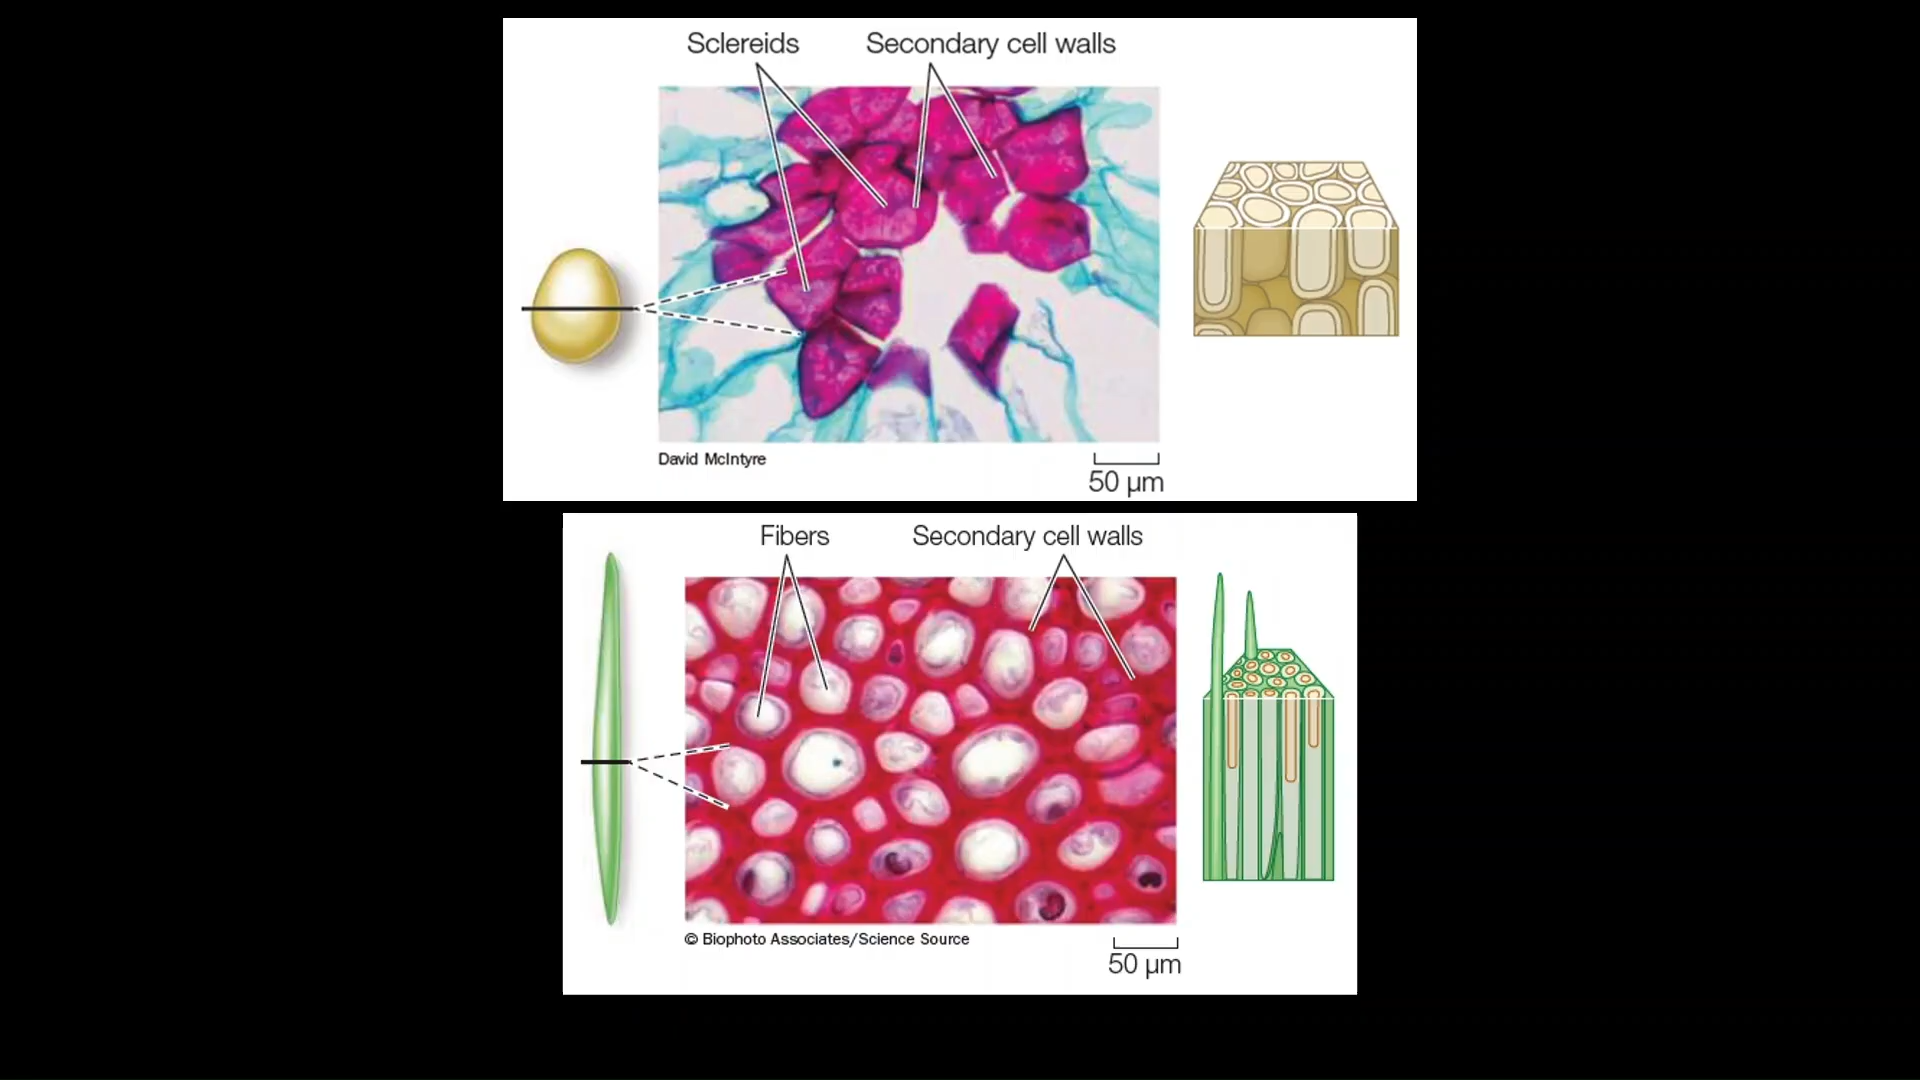 Sclereids
Secondary cell walls
David McIntyre
50 µm
Fibers
Secondary cell walls
© Biophoto Associates/Science Source
50 µm